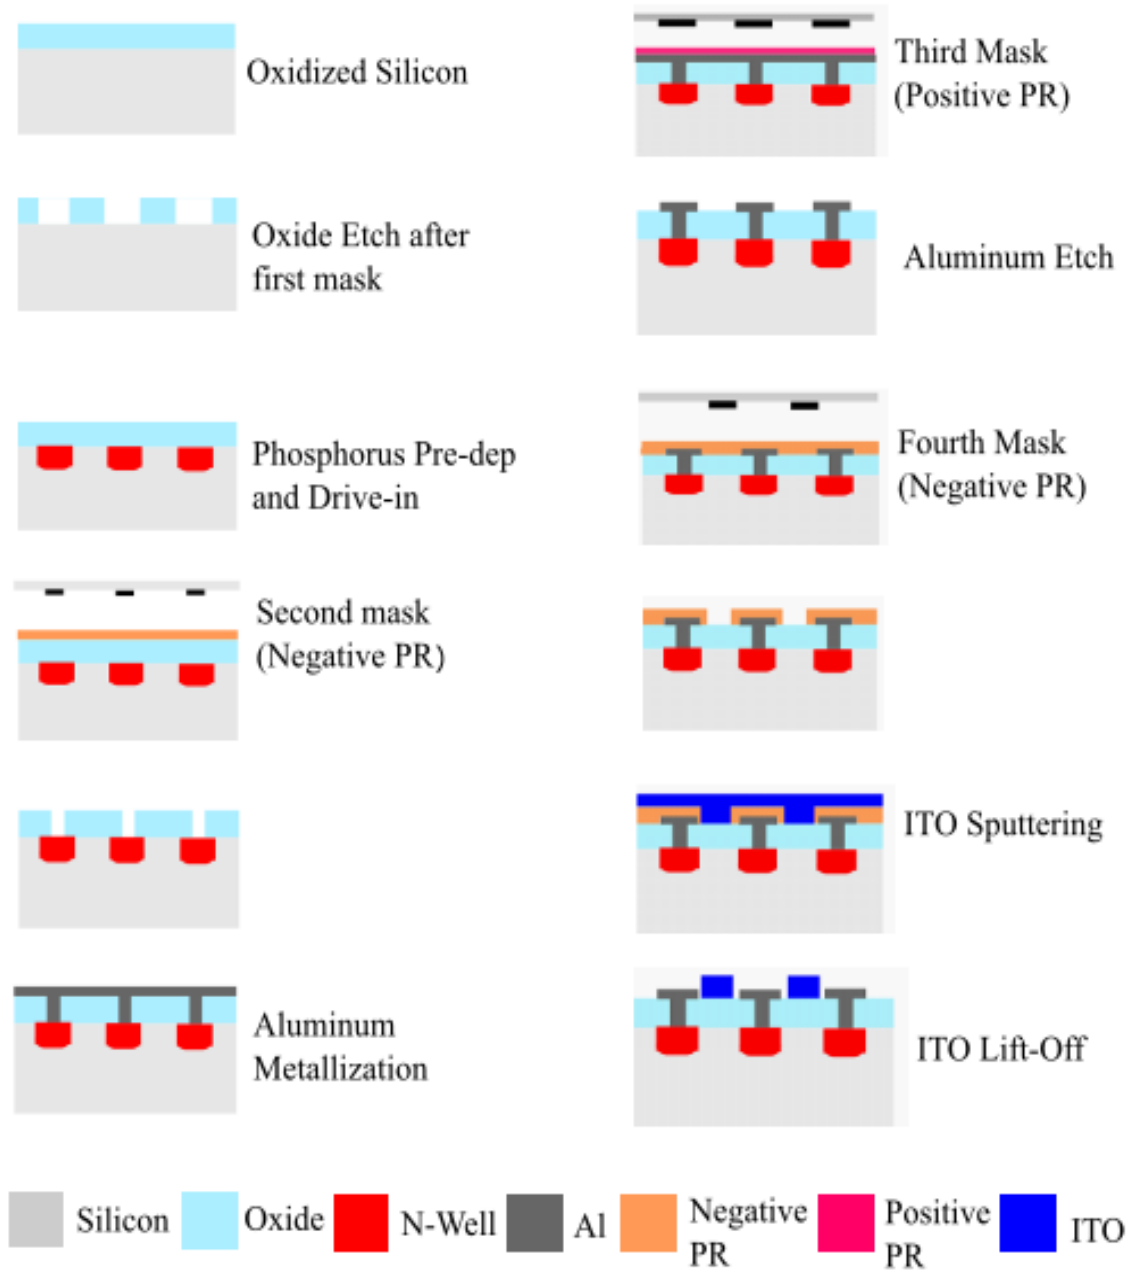 Oxidized Silicon
Oxide Etch after
first mask
Phosphorus Pre-dep
and Drive-in
Second mask
(Negative PR)
Aluminum
Metallization
Third Mask
(Positive PR)
Aluminum Etch
Fourth Mask
(Negative PR)
ITO Sputtering
ITO Lift-Off
Silicon
Oxide
N-Well
Al
Negative
PR
Positive
PR
ITO